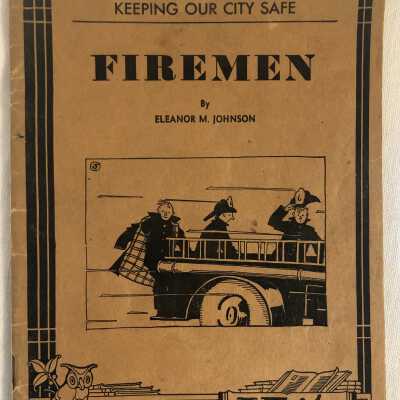 KEEPING OUR CITY SAFE
FIREMEN
By
ELEANOR M. JOHNSON